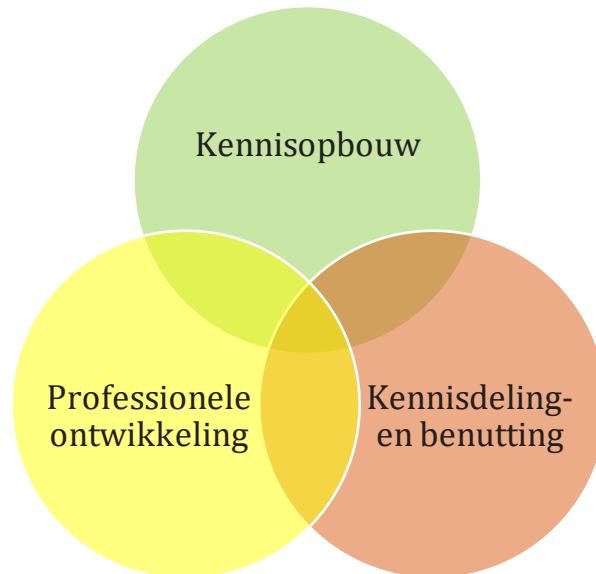 Kennisopbouw
Professionele
ontwikkeling
Kennisdeling-
en benutting